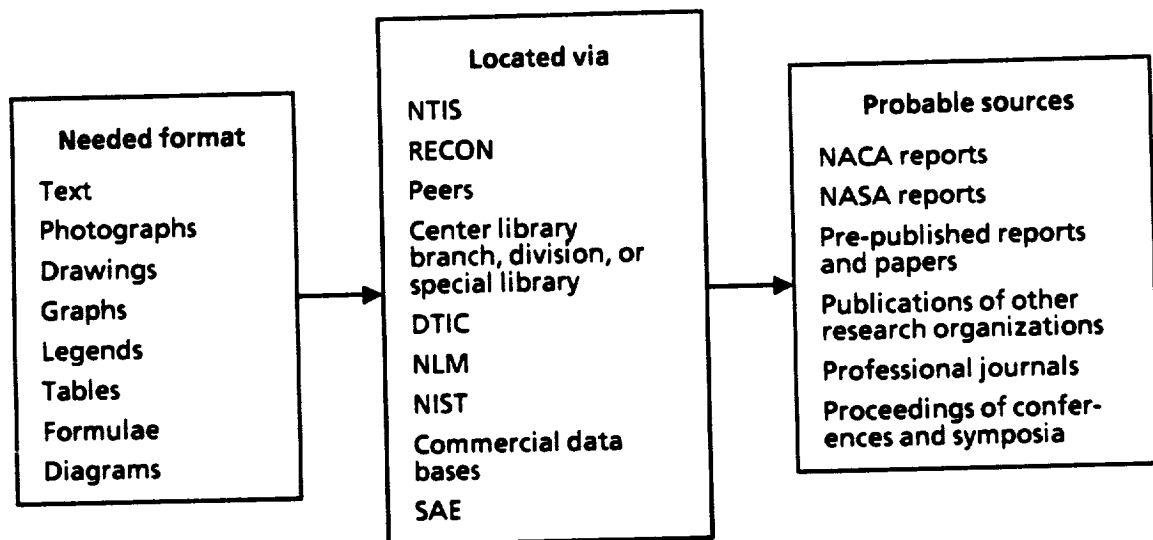 Needed format
Text
Photographs
Drawings
Graphs
Legends
Tables
Formulae
Diagrams
Located via
NTIS
RECON
Peers
Center library
branch, division, or
special library
DTIC
NLM
NIST
Commercial data
bases
SAE
Probable sources
NACA reports
NASA reports
Pre-published reports
and papers
Publications of other
research organizations
Professional journals
Proceedings of confer-
ences and symposia